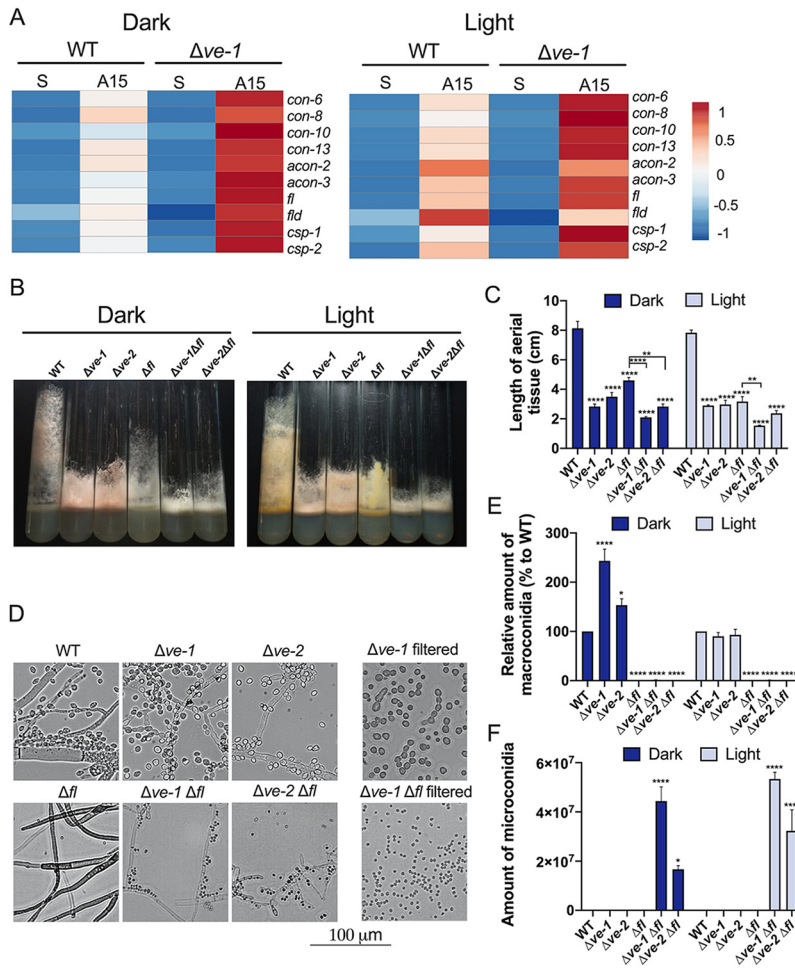 A
Dark
Light
WT Δve-1
WT Δve-1
S A15 S A15
S A15 S A15
con-6
con-8
con-10
con-13
acon-2
acon-3
fl
fld
csp-1
csp-2
con-6
con-8
con-10
con-13
acon-2
acon-3
fl
fld
csp-1
csp-2
1
0.5
0
-0.5
-1
B
Dark
Light
WT Δve-1 Δve-2 Δfl Δve-1Δfl Δve-2Δfl
WT Δve-1 Δve-2 Δfl Δve-1Δfl Δve-2Δfl
C
Dark Light
Length of aerial
tissue (cm)
10
8
6
4
2
0
**
****
**
**** **** **** **** ****
**** **** **** **** ****
WT Δve-1 Δve-2 Δfl Δve-1 Δfl Δve-2 Δfl
WT Δve-1 Δve-2 Δfl Δve-1 Δfl Δve-2 Δfl
D
WT Δve-1 Δve-2 Δve-1 filtered
Δfl Δve-1 Δfl Δve-2 Δfl Δve-1 Δfl filtered
100 μm
E
Dark Light
Relative amount of
macroconidia (% to WT)
300
200
100
0
**** * **** **** ****
**** **** ****
WT Δve-1 Δve-2 Δfl Δve-1 Δfl Δve-2 Δfl
WT Δve-1 Δve-2 Δfl Δve-1 Δfl Δve-2 Δfl
F
Dark Light
Amount of microconidia
6×10⁷
4×10⁷
2×10⁷
0
**** *
**** ***
WT Δve-1 Δve-2 Δfl Δve-1 Δfl Δve-2 Δfl
WT Δve-1 Δve-2 Δfl Δve-1 Δfl Δve-2 Δfl